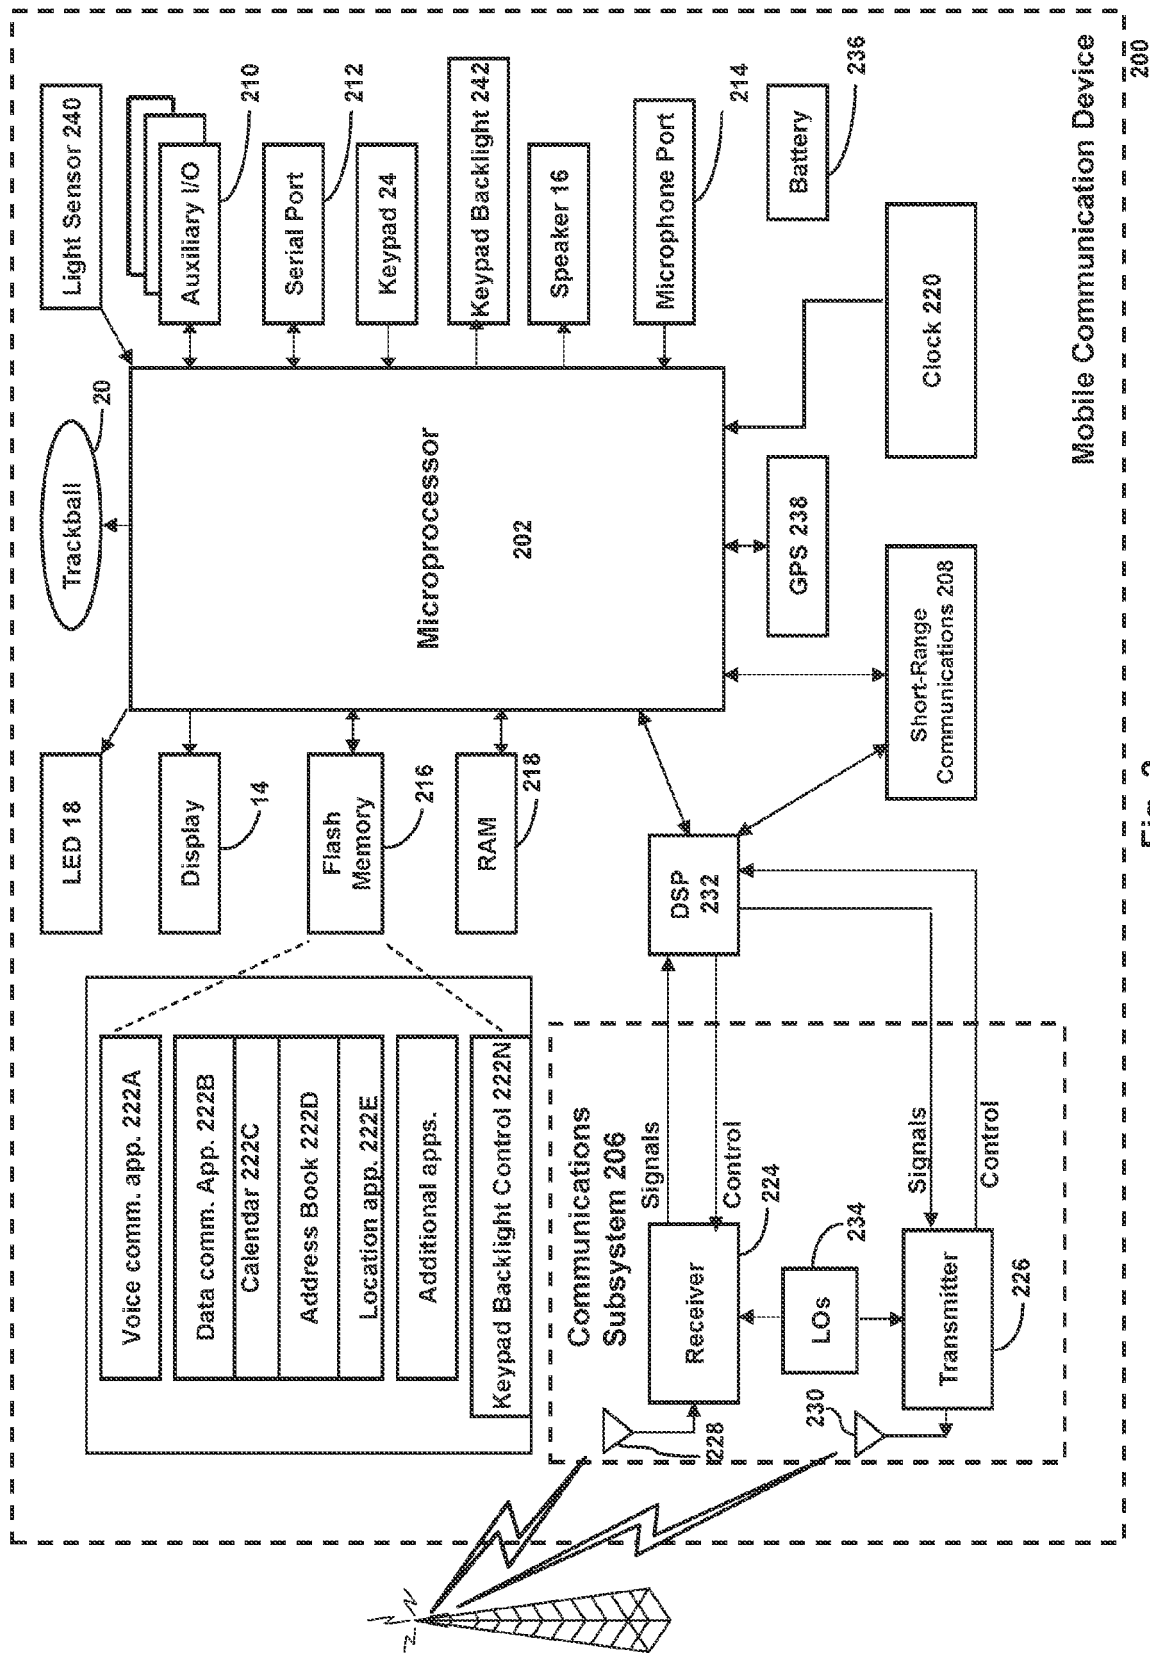 Voice comm. app. 222A
Data comm. App. 222B
Calendar 222C
Address Book 222D
Location app. 222E
Additional apps.
Keypad Backlight Control 222N
LED 18
Display
14
Flash
Memory
216
RAM
218
Trackball
20
Microprocessor
202
Light Sensor 240
Auxiliary I/O
210
Serial Port
212
Keypad 24
Keypad Backlight 242
Speaker 16
Microphone Port
214
Battery
236
Communications
Subsystem 206
Signals
Control
Receiver
224
228
LOs
234
230
Transmitter
226
Signals
Control
DSP
232
Short-Range
Communications 208
GPS 238
Clock 220
Mobile Communication Device
200